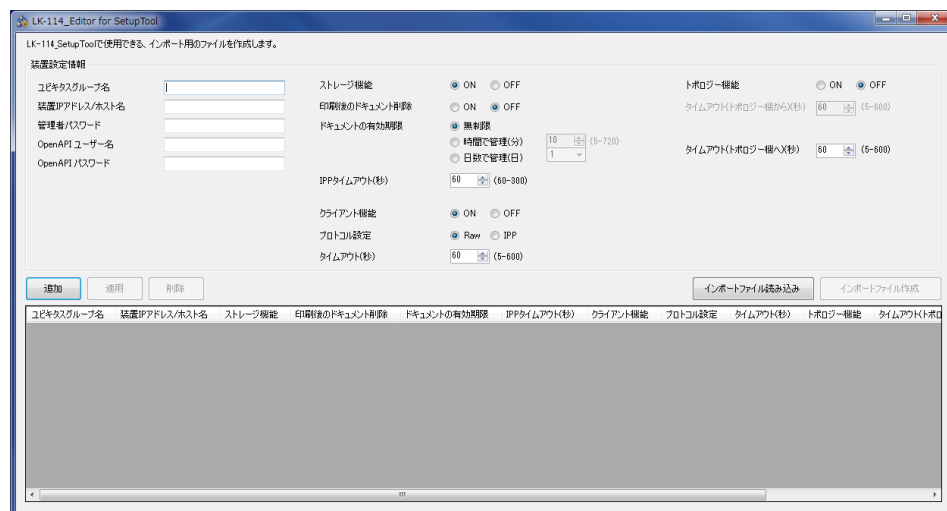 LK-114_Editor for SetupTool
LK-114_SetupToolで使用できる、インポート用のファイルを作成します。
装置設定情報
ユビキタスグループ名
装置IPアドレス/ホスト名
管理者パスワード
OpenAPI ユーザー名
OpenAPI パスワード
ストレージ機能 ON OFF
印刷後のドキュメント削除 ON OFF
ドキュメントの有効期限 無制限
時間で管理(分) 10 (5-720)
日数で管理(日) 1
IPPタイムアウト(秒) 60 (60-300)
クライアント機能 ON OFF
プロトコル設定 Raw IPP
タイムアウト(秒) 60 (5-600)
トポロジー機能 ON OFF
タイムアウト(トポロジー機から)(秒) 60 (5-600)
タイムアウト(トポロジー機へ)(秒) 60 (5-600)
追加 適用 削除 インポートファイル読み込み インポートファイル作成
ユビキタスグループ名 装置IPアドレス/ホスト名 ストレージ機能 印刷後のドキュメント削除 ドキュメントの有効期限 IPPタイムアウト(秒) クライアント機能 プロトコル設定 タイムアウト(秒) トポロジー機能 タイムアウト(トポロ